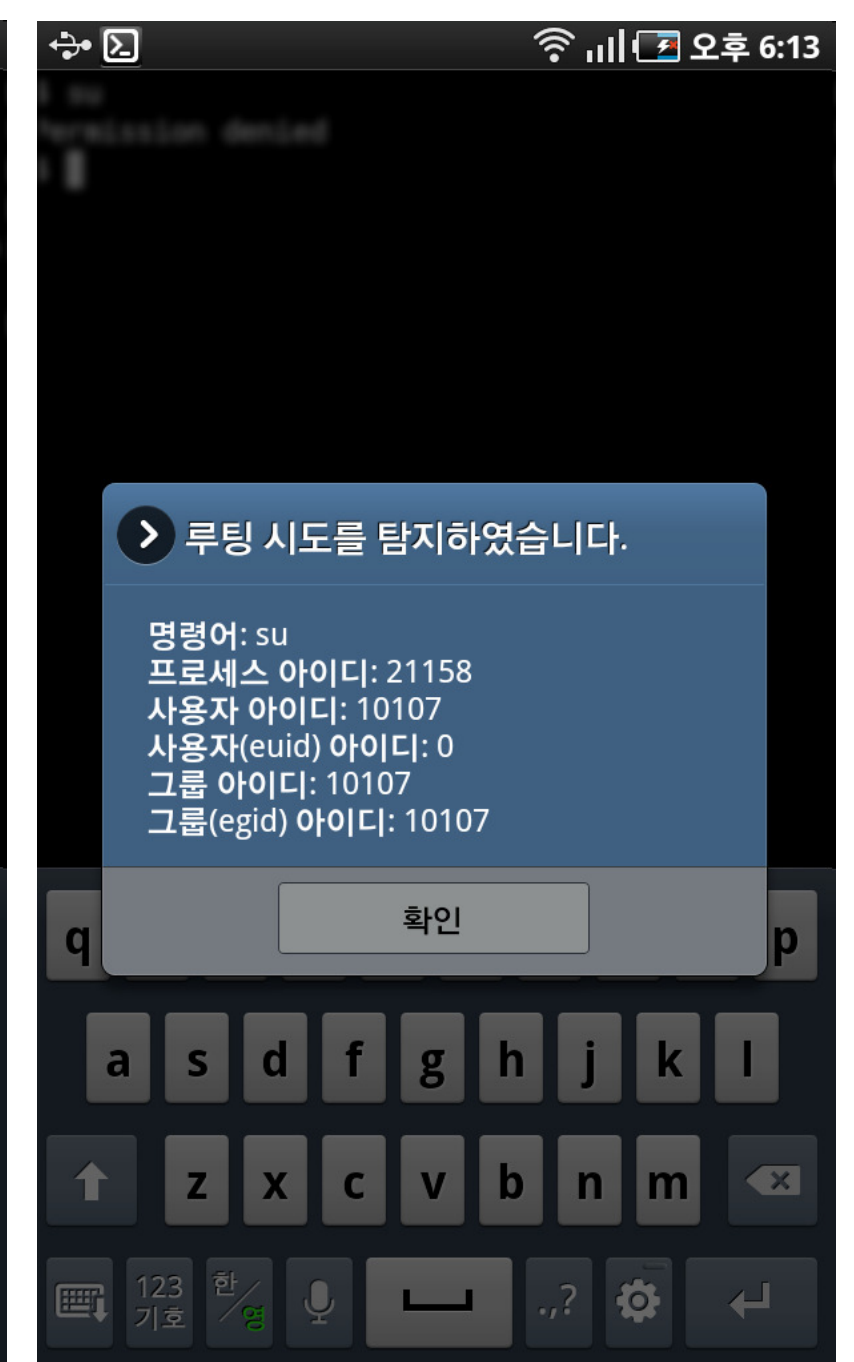 오후 6:13
$ su
Permission denied
$
루팅 시도를 탐지하였습니다.
명령어: su
프로세스 아이디: 21158
사용자 아이디: 10107
사용자(euid) 아이디: 0
그룹 아이디: 10107
그룹(egid) 아이디: 10107
확인
q p
a s d f g h j k l
z x c v b n m
123
기호
한/영
.,?